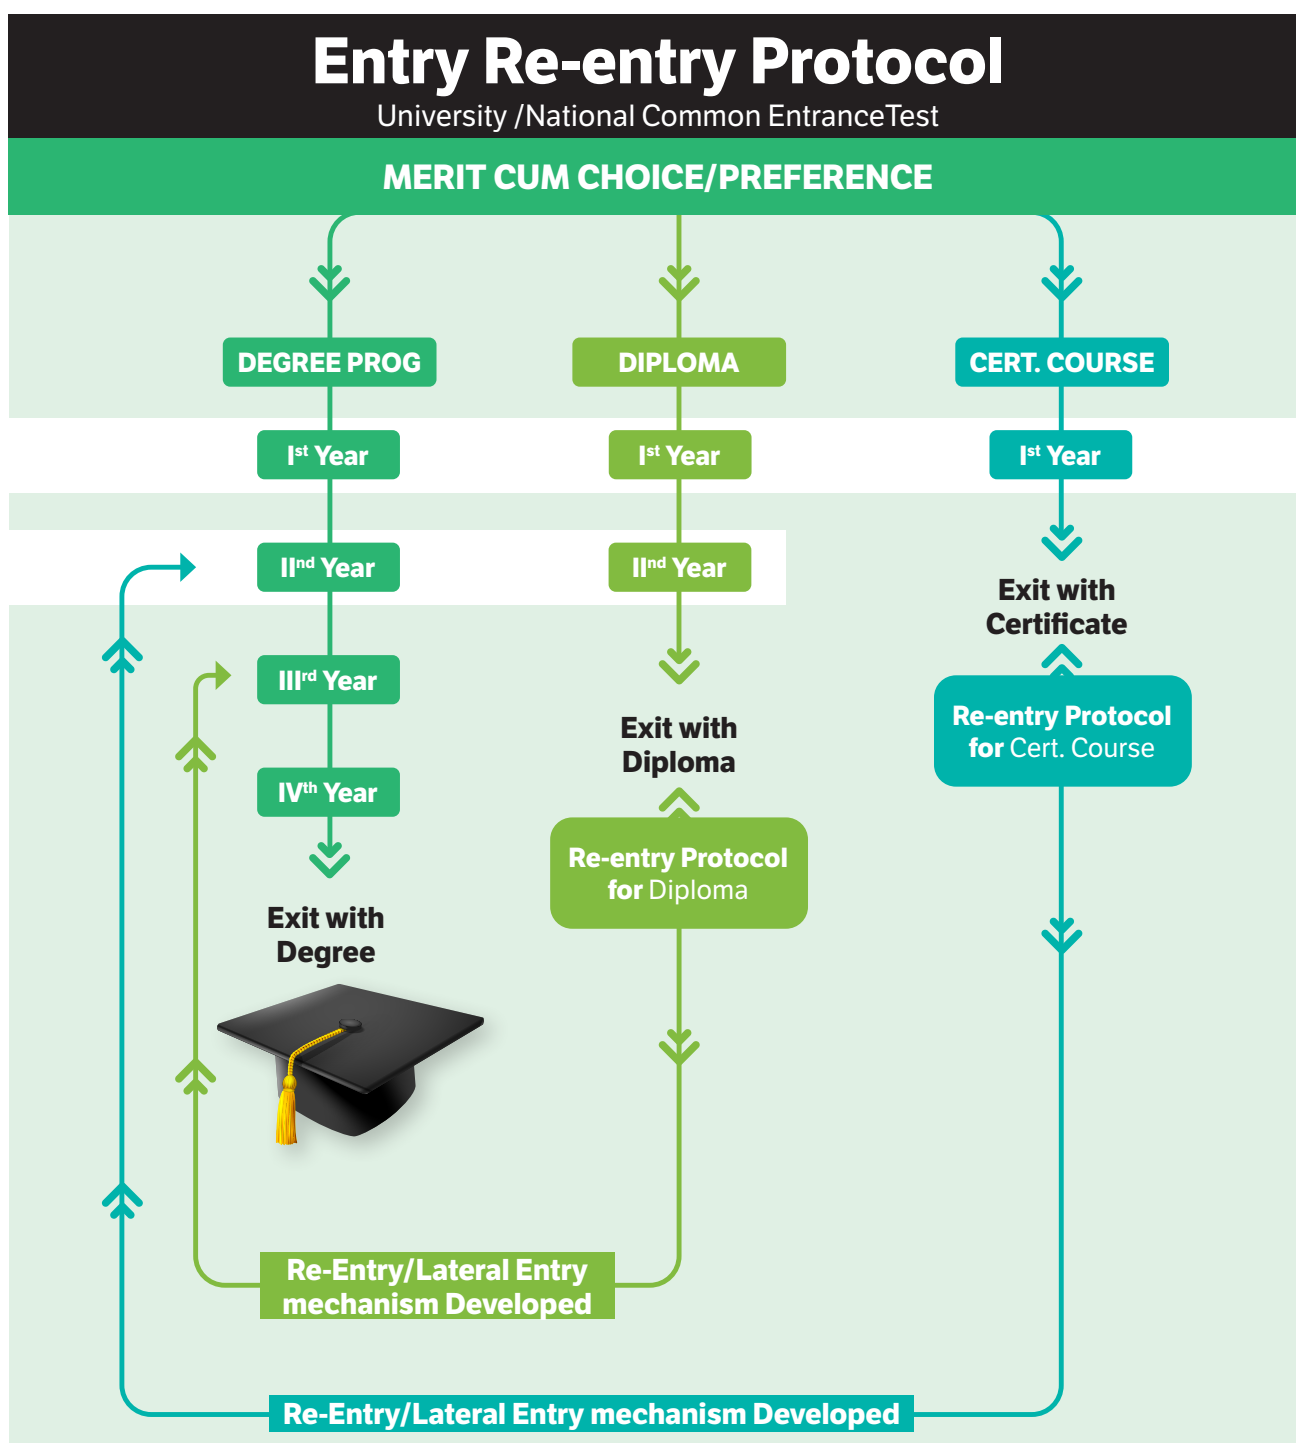 Entry Re-entry Protocol
University /National Common EntranceTest
MERIT CUM CHOICE/PREFERENCE
DEGREE PROG
DIPLOMA
CERT. COURSE
Ist Year
Ist Year
Ist Year
IInd Year
IInd Year
Exit with
Certificate
IIIrd Year
Re-entry Protocol
for Cert. Course
Exit with
Diploma
IVth Year
Re-entry Protocol
for Diploma
Exit with
Degree
Re-Entry/Lateral Entry
mechanism Developed
Re-Entry/Lateral Entry mechanism Developed